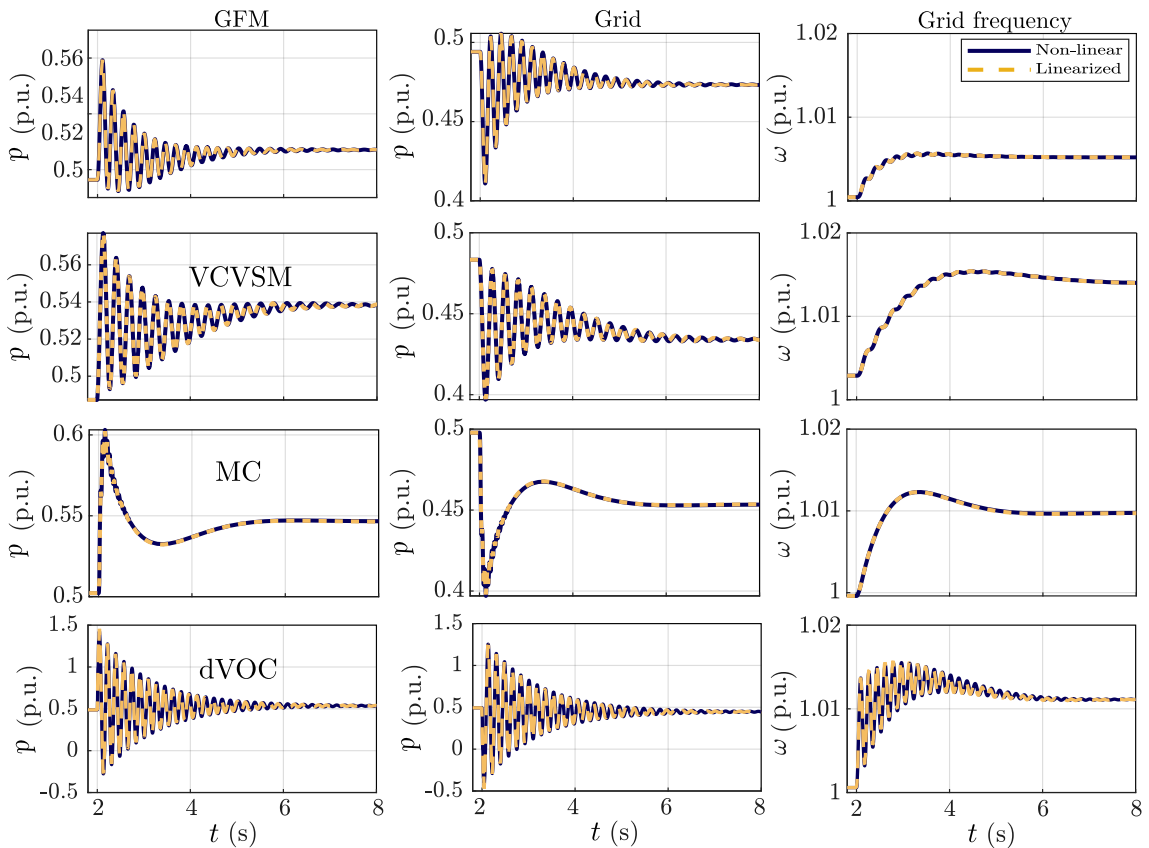 GFM
Grid
Grid frequency
0.56
0.54
0.52
0.5
p (p.u.)
0.5
0.45
0.4
p (p.u.)
1.02
1.01
1
ω (p.u.)
Non-linear
Linearized
VCVSM
0.56
0.54
0.52
0.5
p (p.u.)
0.5
0.45
0.4
p (p.u)
1.02
1.01
1
ω (p.u.)
MC
0.6
0.55
0.5
p (p.u.)
0.5
0.45
0.4
p (p.u.)
1.02
1.01
1
ω (p.u.)
dVOC
1.5
1
0.5
0
-0.5
p (p.u.)
2 4 6 8
t (s)
1.5
1
0.5
0
-0.5
p (p.u.)
2 4 6 8
t (s)
1.02
1.01
1
ω ( p.u.)
2 4 6 8
t (s)